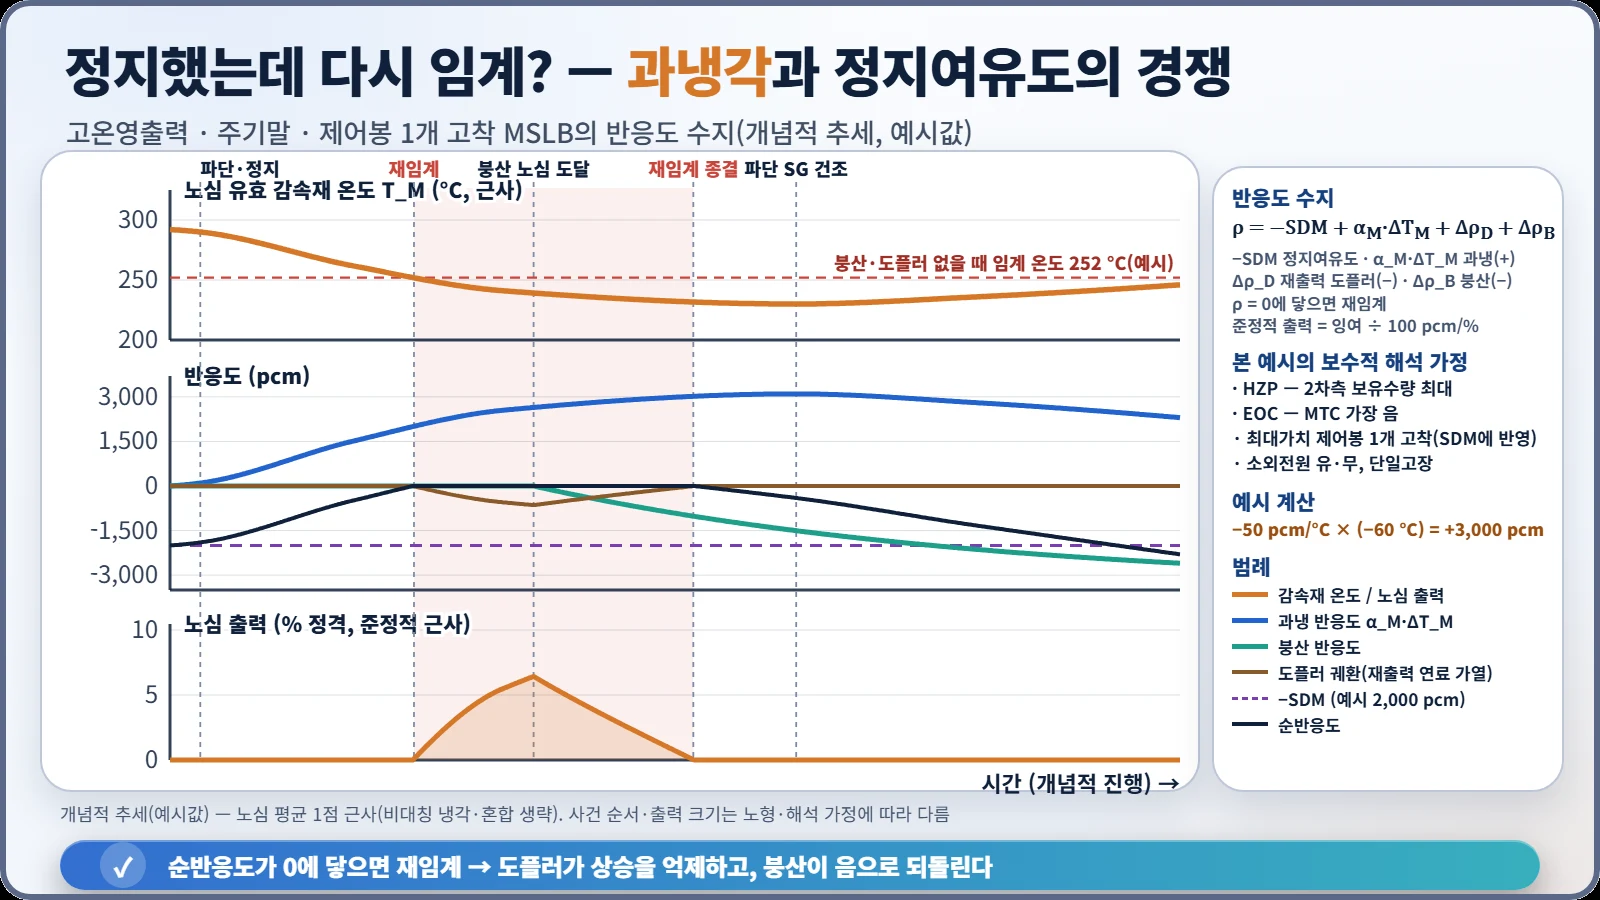 정지했는데 다시 임계? — 과냉각과 정지여유도의 경쟁
고온영출력 · 주기말 · 제어봉 1개 고착 MSLB의 반응도 수지(개념적 추세, 예시값)
파단·정지
재임계
붕산 노심 도달
재임계 종결
파단 SG 건조
노심 유효 감속재 온도 T_M (°C, 근사)
300
250
200
붕산·도플러 없을 때 임계 온도 252 °C(예시)
반응도 (pcm)
3,000
1,500
0
-1,500
-3,000
노심 출력 (% 정격, 준정적 근사)
10
5
0
시간 (개념적 진행) →
반응도 수지
ρ = −SDM + α_M·ΔT_M + Δρ_D + Δρ_B
−SDM 정지여유도 · α_M·ΔT_M 과냉(+)
Δρ_D 재출력 도플러(−) · Δρ_B 붕산(−)
ρ = 0에 닿으면 재임계
준정적 출력 = 잉여 ÷ 100 pcm/%
본 예시의 보수적 해석 가정
· HZP — 2차측 보유수량 최대
· EOC — MTC 가장 음
· 최대가치 제어봉 1개 고착(SDM에 반영)
· 소외전원 유·무, 단일고장
예시 계산
−50 pcm/°C × (−60 °C) = +3,000 pcm
범례
감속재 온도 / 노심 출력
과냉 반응도 α_M·ΔT_M
붕산 반응도
도플러 궤환(재출력 연료 가열)
−SDM (예시 2,000 pcm)
순반응도
개념적 추세(예시값) — 노심 평균 1점 근사(비대칭 냉각·혼합 생략). 사건 순서·출력 크기는 노형·해석 가정에 따라 다름
✓ 순반응도가 0에 닿으면 재임계 → 도플러가 상승을 억제하고, 붕산이 음으로 되돌린다